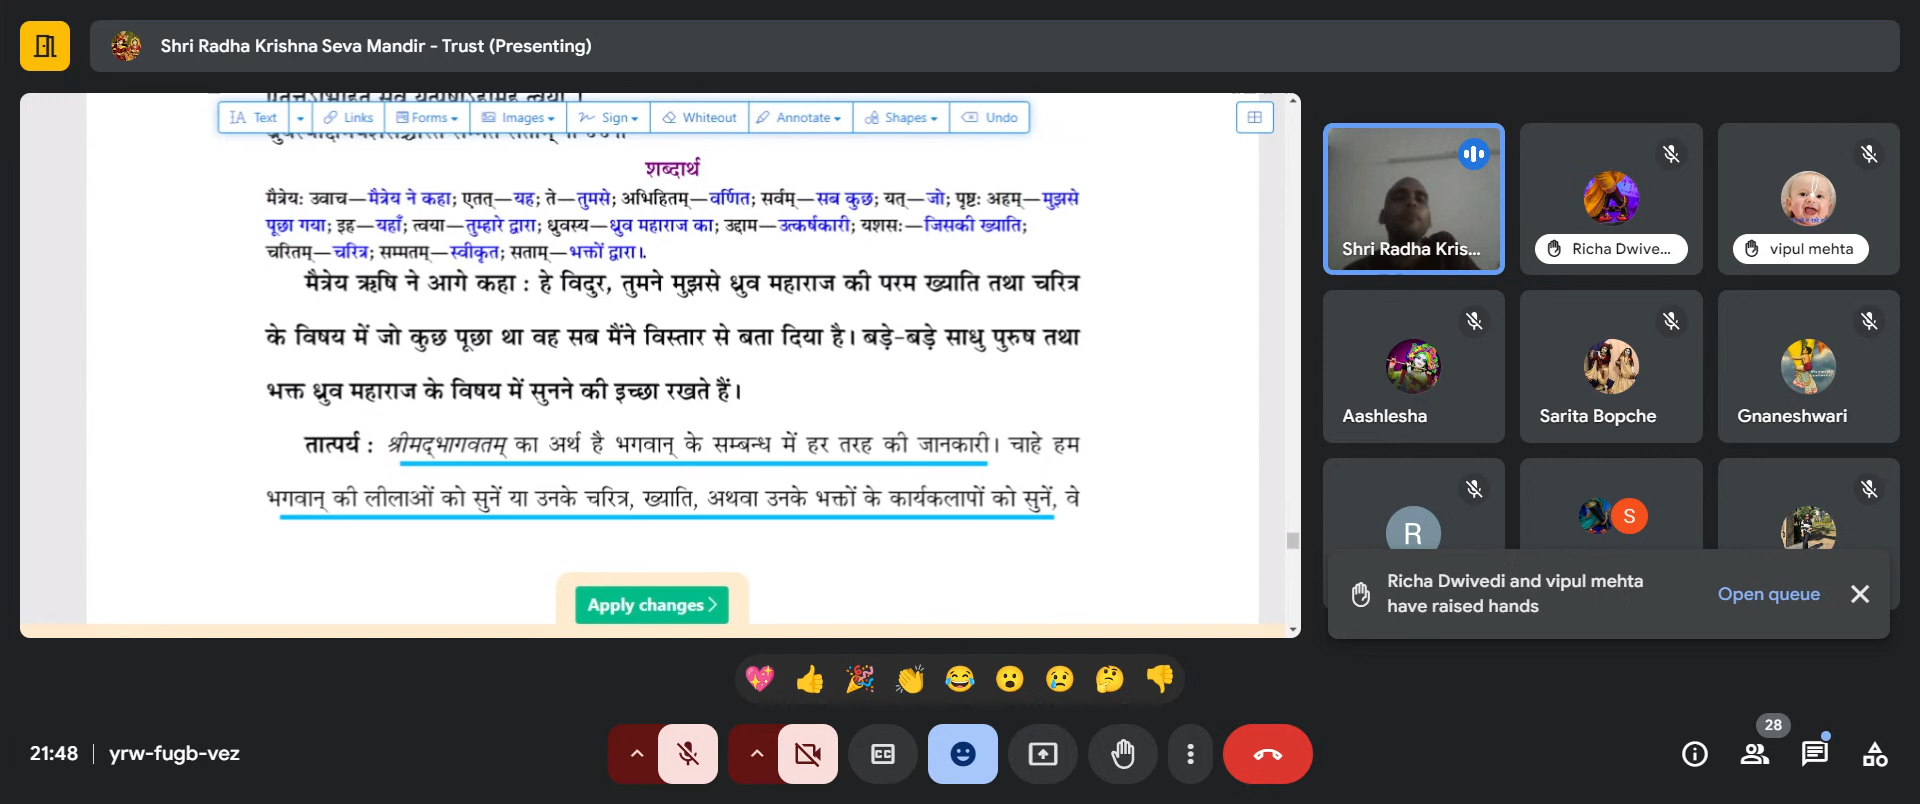 Shri Radha Krishna Seva Mandir - Trust (Presenting)
Text
Links
Forms
Images
Sign
Whiteout
Annotate
Shapes
Undo
शब्दार्थ
मैत्रेय: उवाच—मैत्रेय ने कहा; एतत्—यह; ते—तुमसे; अभिहितम्—वर्णित; सर्वम्—सब कुछ; यत्—जो; पृष्ट: अहम्—मुझसे
पूछा गया; इह—यहाँ; त्वया—तुम्हारे द्वारा; ध्रुवस्य—ध्रुव महाराज का; उद्दाम—उत्कर्षकारी; यशस:—जिसकी ख्याति;
चरितम्—चरित्र; सम्मतम्—स्वीकृत; सताम्—भक्तों द्वारा।.
मैत्रेय ऋषि ने आगे कहा : हे विदुर, तुमने मुझसे ध्रुव महाराज की परम ख्याति तथा चरित्र
के विषय में जो कुछ पूछा था वह सब मैंने विस्तार से बता दिया है। बड़े-बड़े साधु पुरुष तथा
भक्त ध्रुव महाराज के विषय में सुनने की इच्छा रखते हैं।
तात्पर्य : श्रीमद्भागवतम् का अर्थ है भगवान् के सम्बन्ध में हर तरह की जानकारी। चाहे हम
भगवान् की लीलाओं को सुनें या उनके चरित्र, ख्याति, अथवा उनके भक्तों के कार्यकलापों को सुनें, वे
Apply changes
Shri Radha Kris...
Richa Dwive...
vipul mehta
Aashlesha
Sarita Bopche
Gnaneshwari
R
S
Richa Dwivedi and vipul mehta
have raised hands
Open queue
21:48
yrw-fugb-vez
CC
28